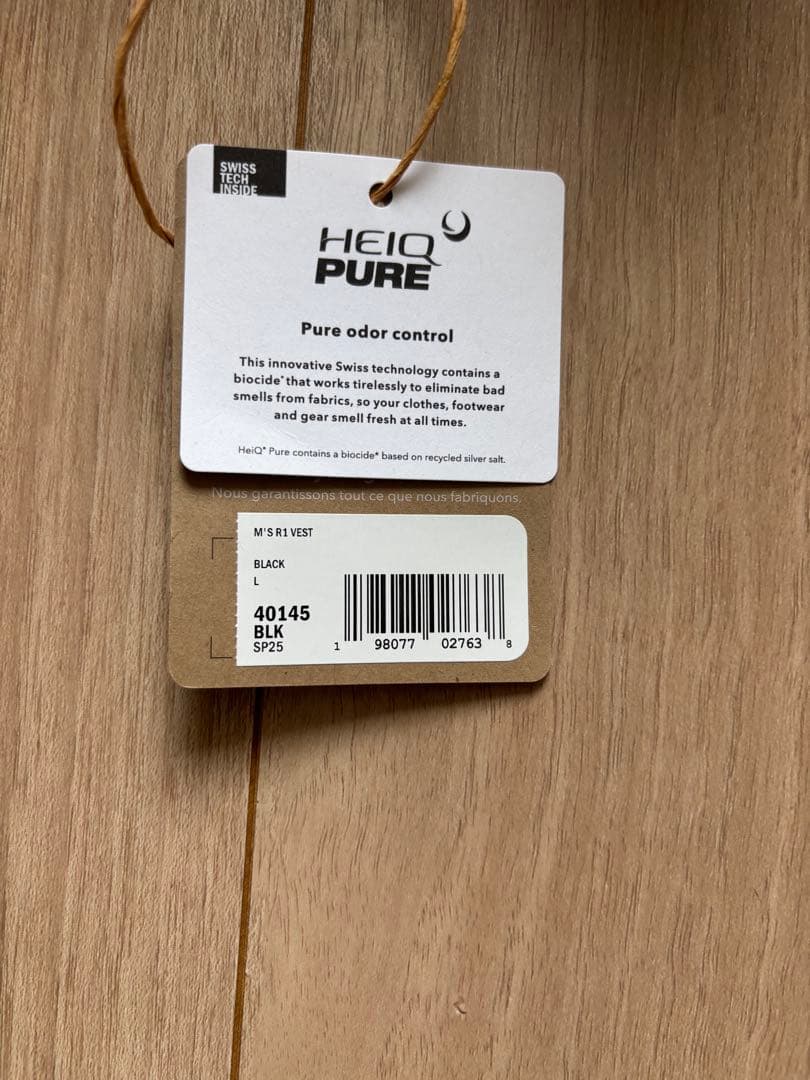 SWISS
TECH
INSIDE
HEIQ
PURE
Pure odor control
This innovative Swiss technology contains a
biocide* that works tirelessly to eliminate bad
smells from fabrics, so your clothes, footwear
and gear smell fresh at all times.
HeiQ® Pure contains a biocide* based on recycled silver salt.
Nous garantissons tout ce que nous fabriquons.
M'S R1 VEST
BLACK
L
40145
BLK
SP25
1 98077 02763 8